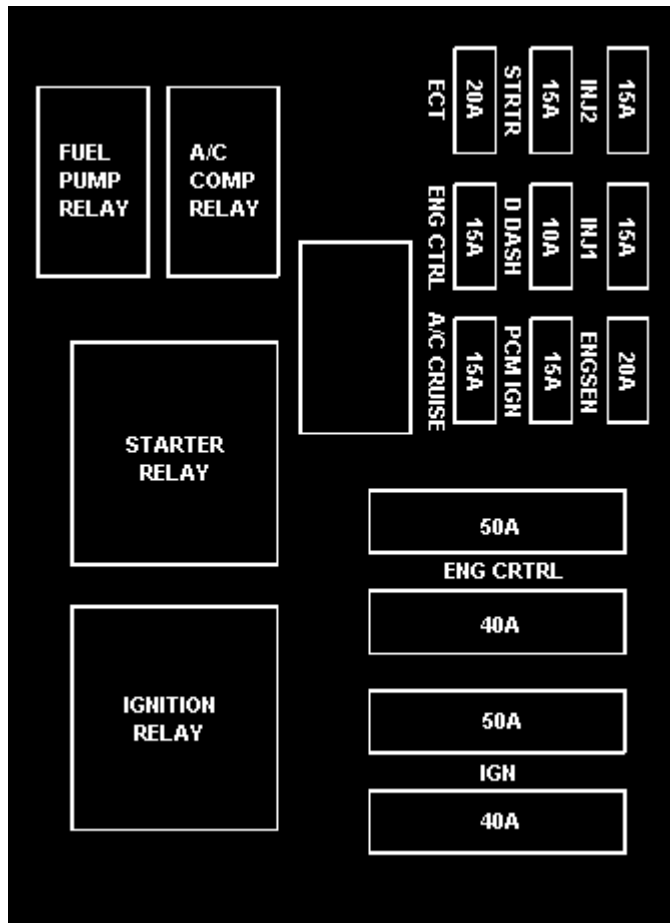 ECT
20A
STRTR
15A
INJ2
15A
FUEL
PUMP
RELAY
A/C
COMP
RELAY
ENG CTRL
15A
D DASH
10A
INJ1
15A
A/C CRUISE
15A
PCM IGN
15A
ENGSEN
20A
STARTER
RELAY
50A
ENG CRTRL
40A
IGNITION
RELAY
50A
IGN
40A